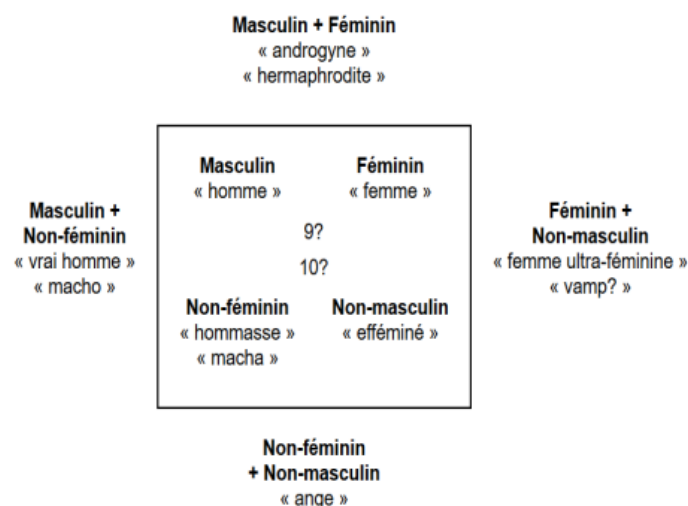 Masculin + Féminin
« androgyne »
« hermaphrodite »
Masculin Féminin
« homme » « femme »
Masculin +
Non-féminin
« vrai homme »
« macho »
9?
10?
Féminin +
Non-masculin
« femme ultra-féminine »
« vamp? »
Non-féminin Non-masculin
« hommasse » « efféminé »
« macha »
Non-féminin
+ Non-masculin
« ange »